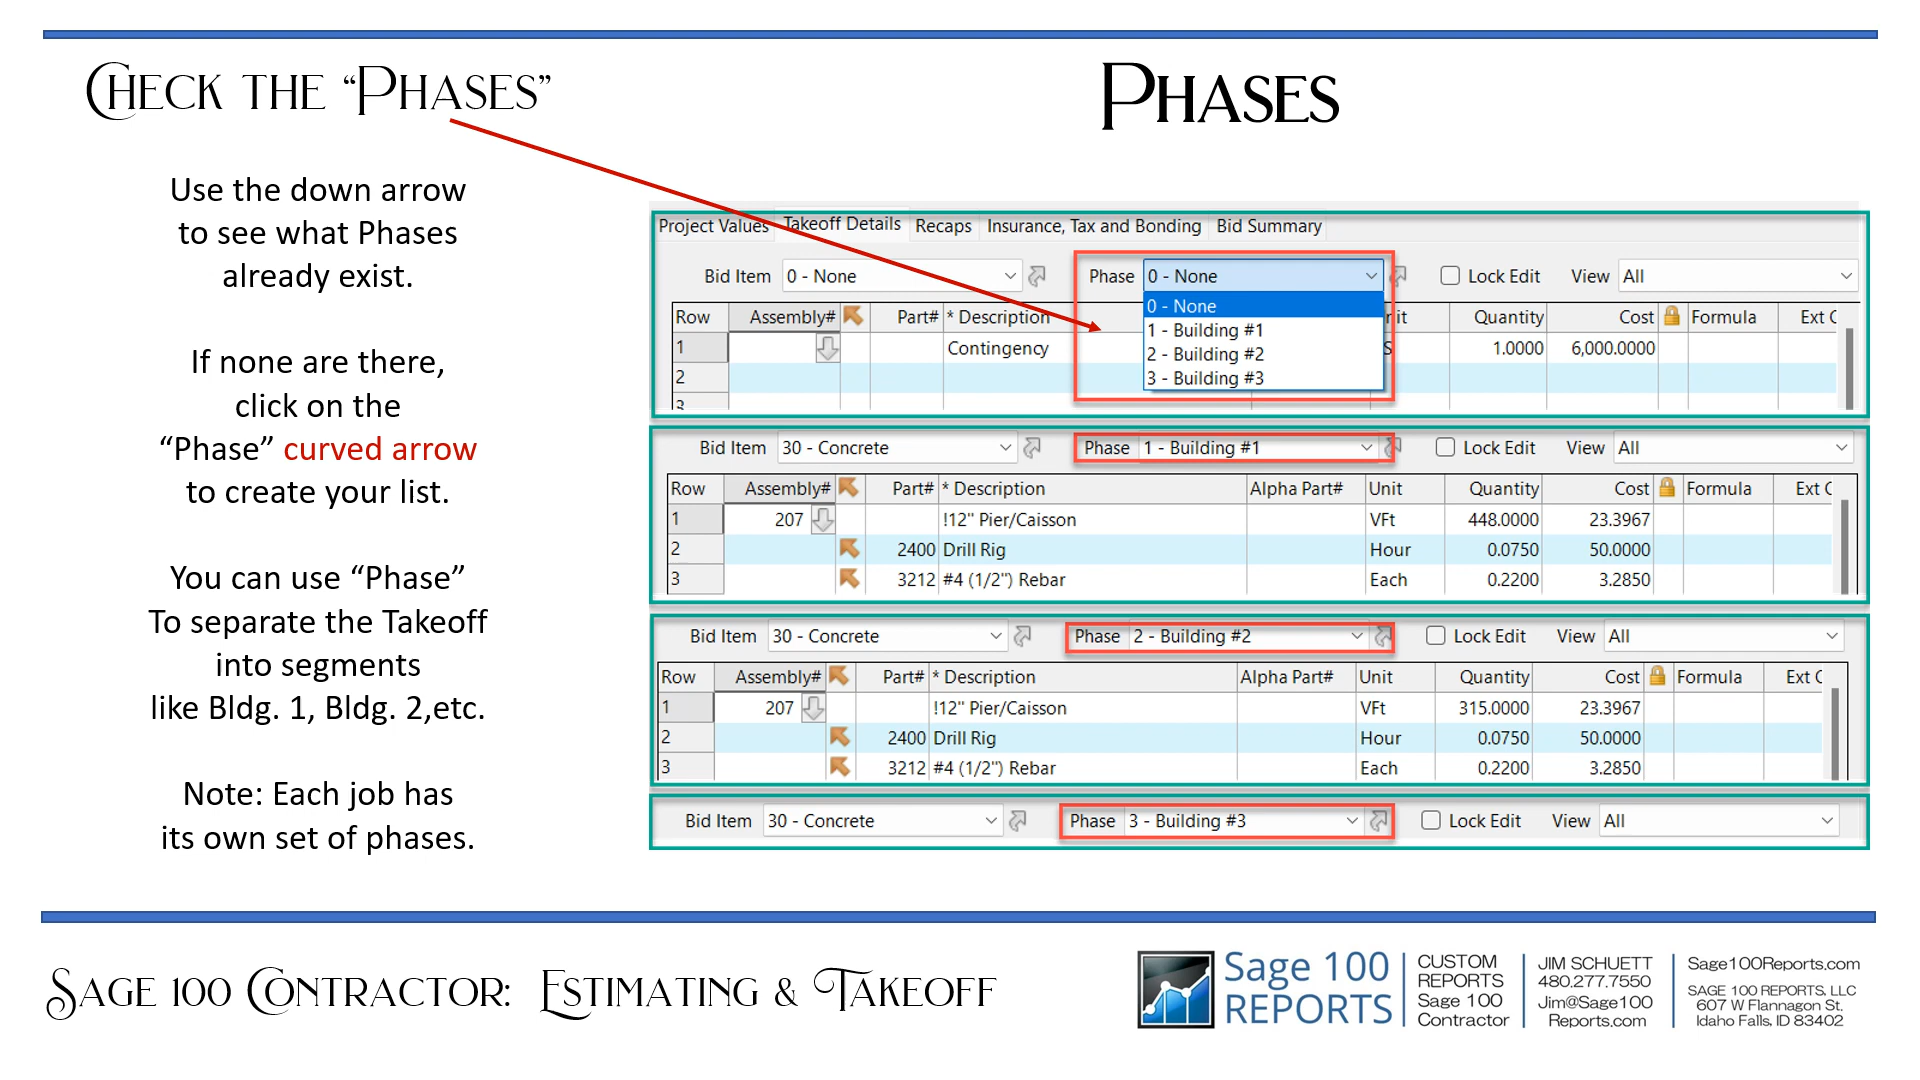 Check the “Phases”
Phases
Use the down arrow
to see what Phases
already exist.
If none are there,
click on the
“Phase” curved arrow
to create your list.
You can use “Phase”
To separate the Takeoff
into segments
like Bldg. 1, Bldg. 2,etc.
Note: Each job has
its own set of phases.
Project Values Takeoff Details Recaps Insurance, Tax and Bonding Bid Summary
Bid Item 0 - None Phase 0 - None Lock Edit View All
0 - None
1 - Building #1
2 - Building #2
3 - Building #3
Row Assembly# Part# * Description nit Quantity Cost Formula Ext C
1 Contingency S 1.0000 6,000.0000
2
3
Bid Item 30 - Concrete Phase 1 - Building #1 Lock Edit View All
Row Assembly# Part# * Description Alpha Part# Unit Quantity Cost Formula Ext C
1 207 !12" Pier/Caisson VFt 448.0000 23.3967
2 2400 Drill Rig Hour 0.0750 50.0000
3 3212 #4 (1/2") Rebar Each 0.2200 3.2850
Bid Item 30 - Concrete Phase 2 - Building #2 Lock Edit View All
Row Assembly# Part# * Description Alpha Part# Unit Quantity Cost Formula Ext C
1 207 !12" Pier/Caisson VFt 315.0000 23.3967
2 2400 Drill Rig Hour 0.0750 50.0000
3 3212 #4 (1/2") Rebar Each 0.2200 3.2850
Bid Item 30 - Concrete Phase 3 - Building #3 Lock Edit View All
Sage 100 Contractor: Estimating & Takeoff
Sage 100
REPORTS
CUSTOM
REPORTS
Sage 100
Contractor
JIM SCHUETT
480.277.7550
Jim@Sage100
Reports.com
Sage100Reports.com
SAGE 100 REPORTS, LLC
607 W Flannagon St.
Idaho Falls, ID 83402